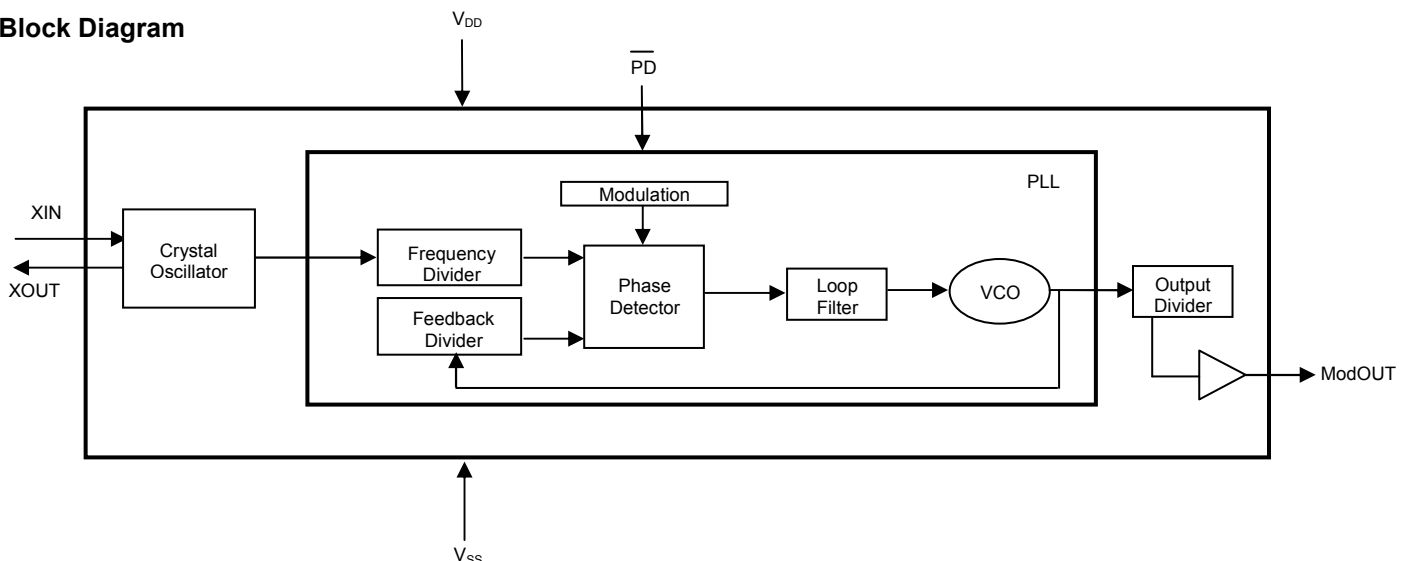 Block Diagram
VDD
PD
PLL
Modulation
XIN
Crystal
Oscillator
XOUT
Frequency
Divider
Feedback
Divider
Phase
Detector
Loop
Filter
VCO
Output
Divider
ModOUT
VSS